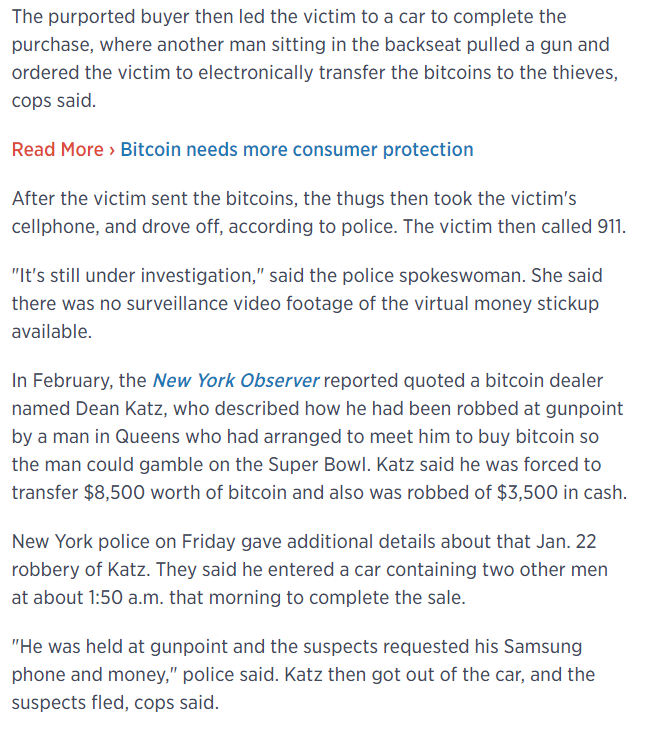 The purported buyer then led the victim to a car to complete the
purchase, where another man sitting in the backseat pulled a gun and
ordered the victim to electronically transfer the bitcoins to the thieves,
cops said.
Read More › Bitcoin needs more consumer protection
After the victim sent the bitcoins, the thugs then took the victim's
cellphone, and drove off, according to police. The victim then called 911.
"It's still under investigation," said the police spokeswoman. She said
there was no surveillance video footage of the virtual money stickup
available.
In February, the New York Observer reported quoted a bitcoin dealer
named Dean Katz, who described how he had been robbed at gunpoint
by a man in Queens who had arranged to meet him to buy bitcoin so
the man could gamble on the Super Bowl. Katz said he was forced to
transfer $8,500 worth of bitcoin and also was robbed of $3,500 in cash.
New York police on Friday gave additional details about that Jan. 22
robbery of Katz. They said he entered a car containing two other men
at about 1:50 a.m. that morning to complete the sale.
"He was held at gunpoint and the suspects requested his Samsung
phone and money," police said. Katz then got out of the car, and the
suspects fled, cops said.